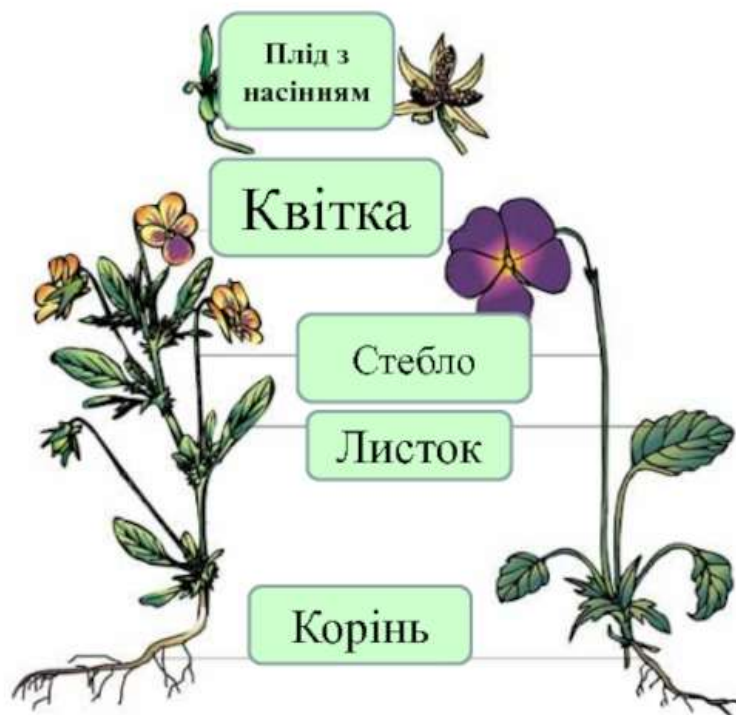 Плід з
насінням
Квітка
Стебло
Листок
Корінь